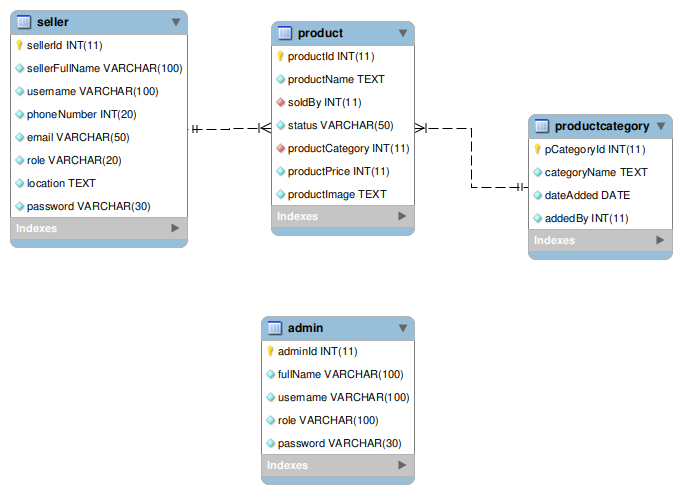 seller
sellerId INT(11)
sellerFullName VARCHAR(100)
username VARCHAR(100)
phoneNumber INT(20)
email VARCHAR(50)
role VARCHAR(20)
location TEXT
password VARCHAR(30)
Indexes
product
productId INT(11)
productName TEXT
soldBy INT(11)
status VARCHAR(50)
productCategory INT(11)
productPrice INT(11)
productImage TEXT
Indexes
productcategory
pCategoryId INT(11)
categoryName TEXT
dateAdded DATE
addedBy INT(11)
Indexes
admin
adminId INT(11)
fullName VARCHAR(100)
username VARCHAR(100)
role VARCHAR(100)
password VARCHAR(30)
Indexes